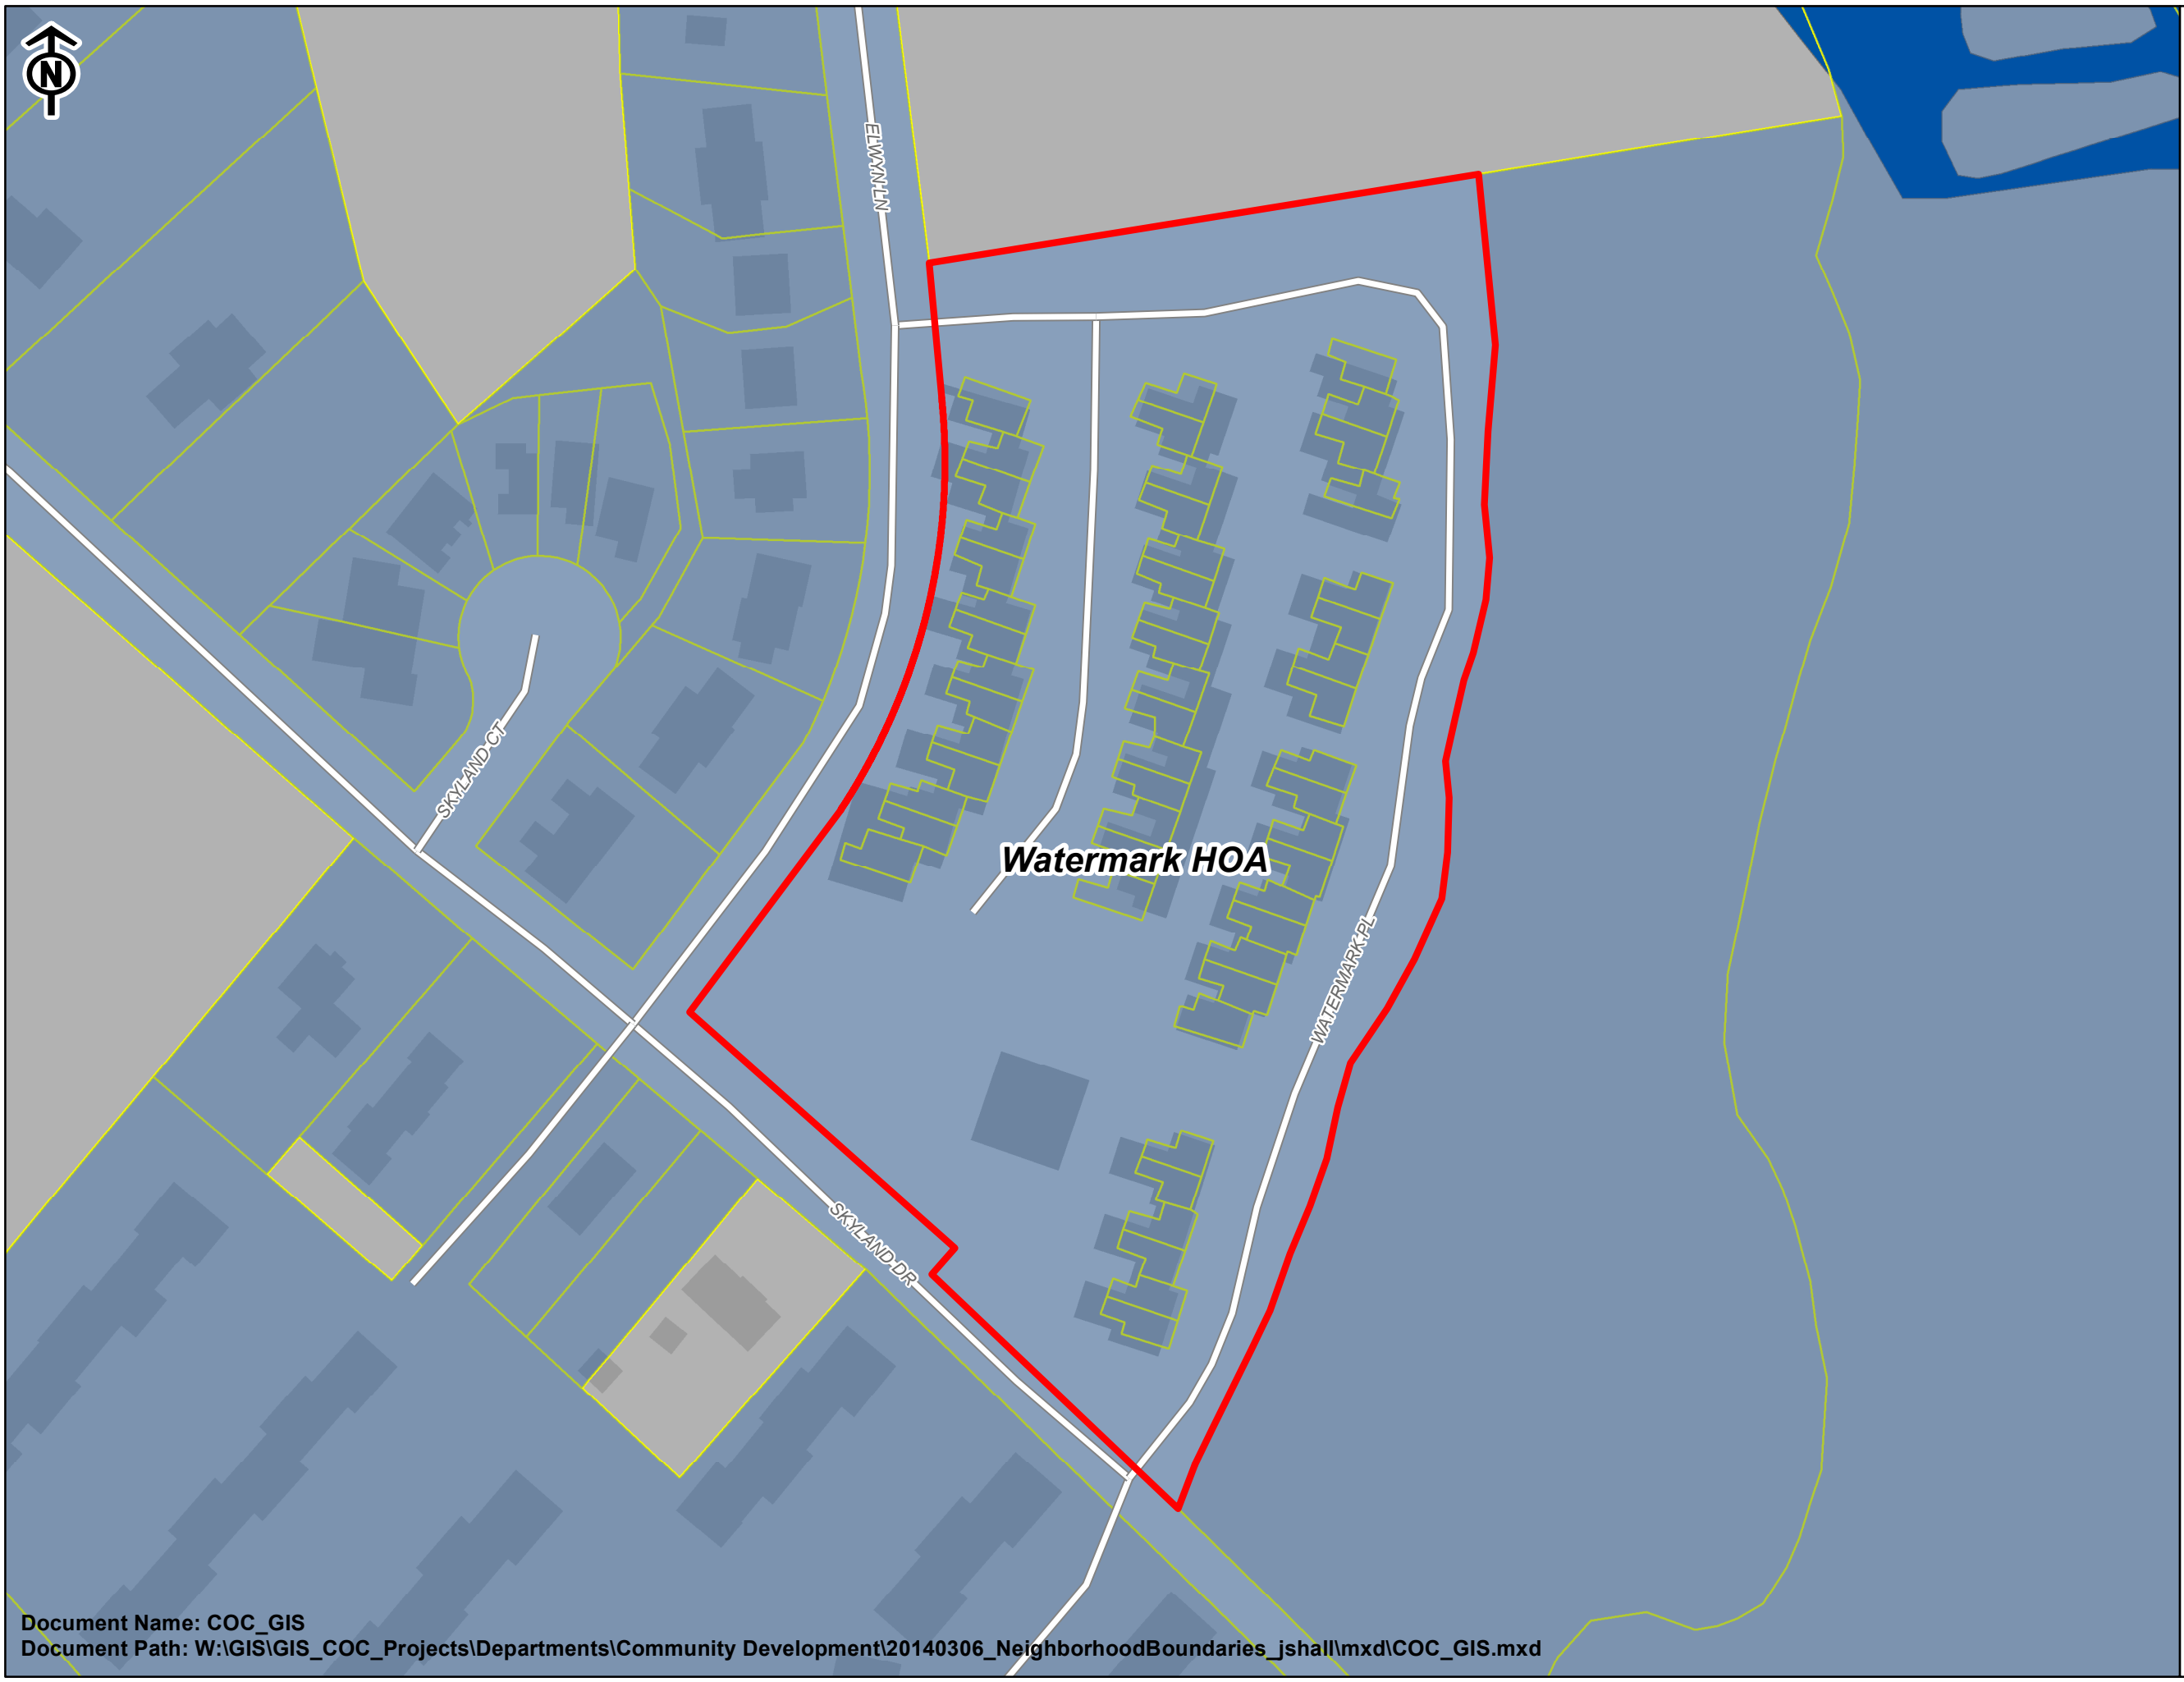 N
ELWYN LN
SKYLAND CT
Watermark HOA
WATERMARK PL
SKYLAND DR
Document Name: COC_GIS
Document Path: W:\GIS\GIS_COC_Projects\Departments\Community Development\20140306_NeighborhoodBoundaries_jshall\mxd\COC_GIS.mxd